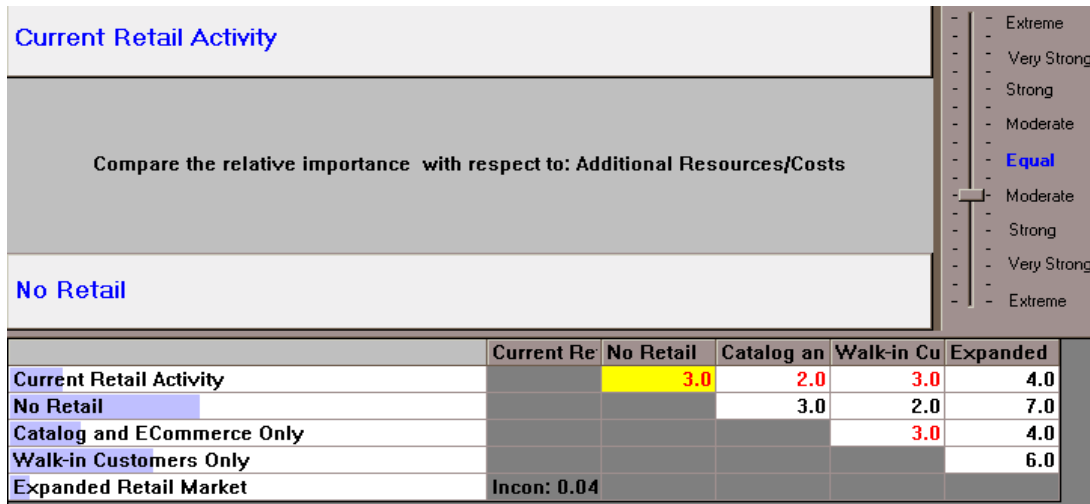 Current Retail Activity
Compare the relative importance with respect to: Additional Resources/Costs
No Retail
Extreme
Very Strong
Strong
Moderate
Equal
Moderate
Strong
Very Strong
Extreme
Current Re No Retail Catalog an Walk-in Cu Expanded
Current Retail Activity 3.0 2.0 3.0 4.0
No Retail 3.0 2.0 7.0
Catalog and ECommerce Only 3.0 4.0
Walk-in Customers Only 6.0
Expanded Retail Market Incon: 0.04